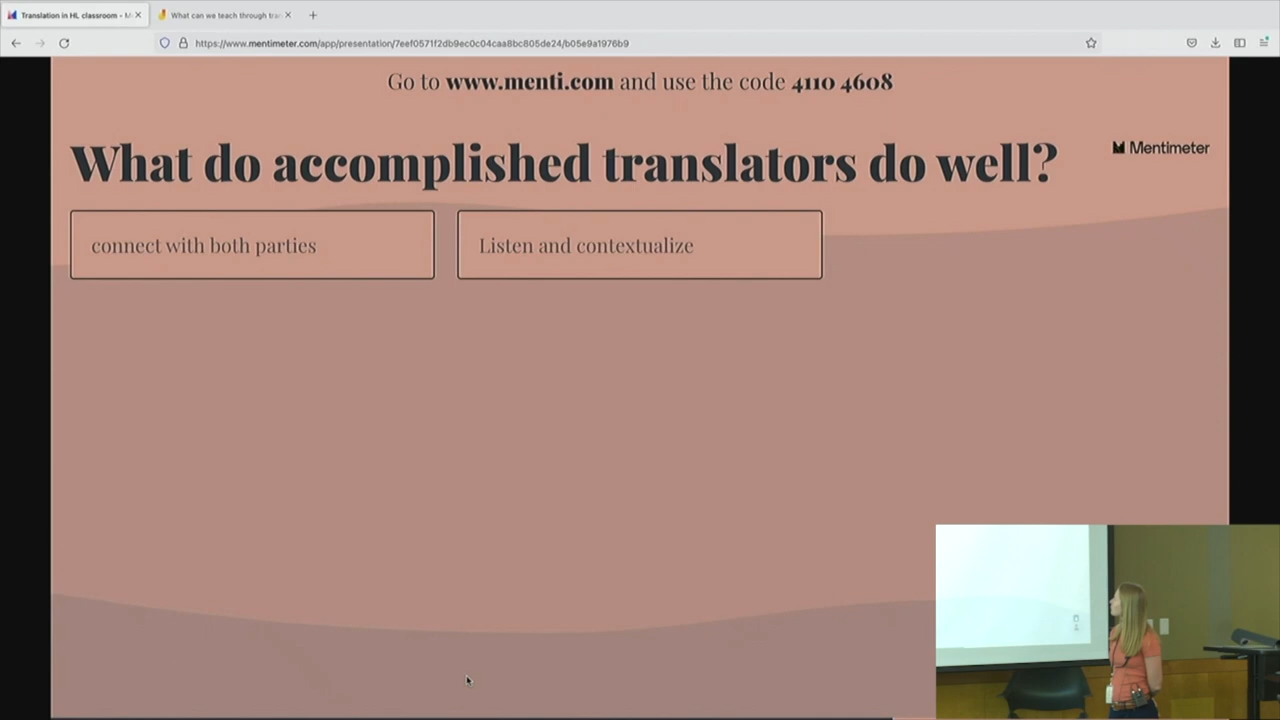 Translation in HL classroom - M
What can we teach through tran
https://www.mentimeter.com/app/presentation/7eef0571f2db9ec0c04caa8bc805de24/b05e9a1976b9
Go to www.menti.com and use the code 4110 4608
What do accomplished translators do well?
Mentimeter
connect with both parties
Listen and contextualize